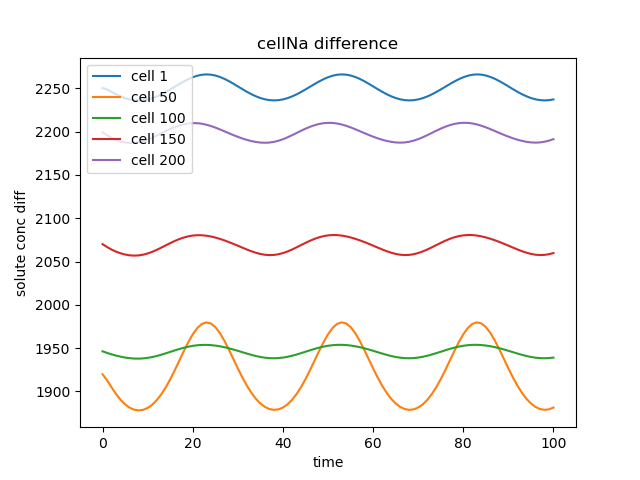 cellNa difference
cell 1
cell 50
cell 100
cell 150
cell 200
solute conc diff
2250
2200
2150
2100
2050
2000
1950
1900
0 20 40 60 80 100
time